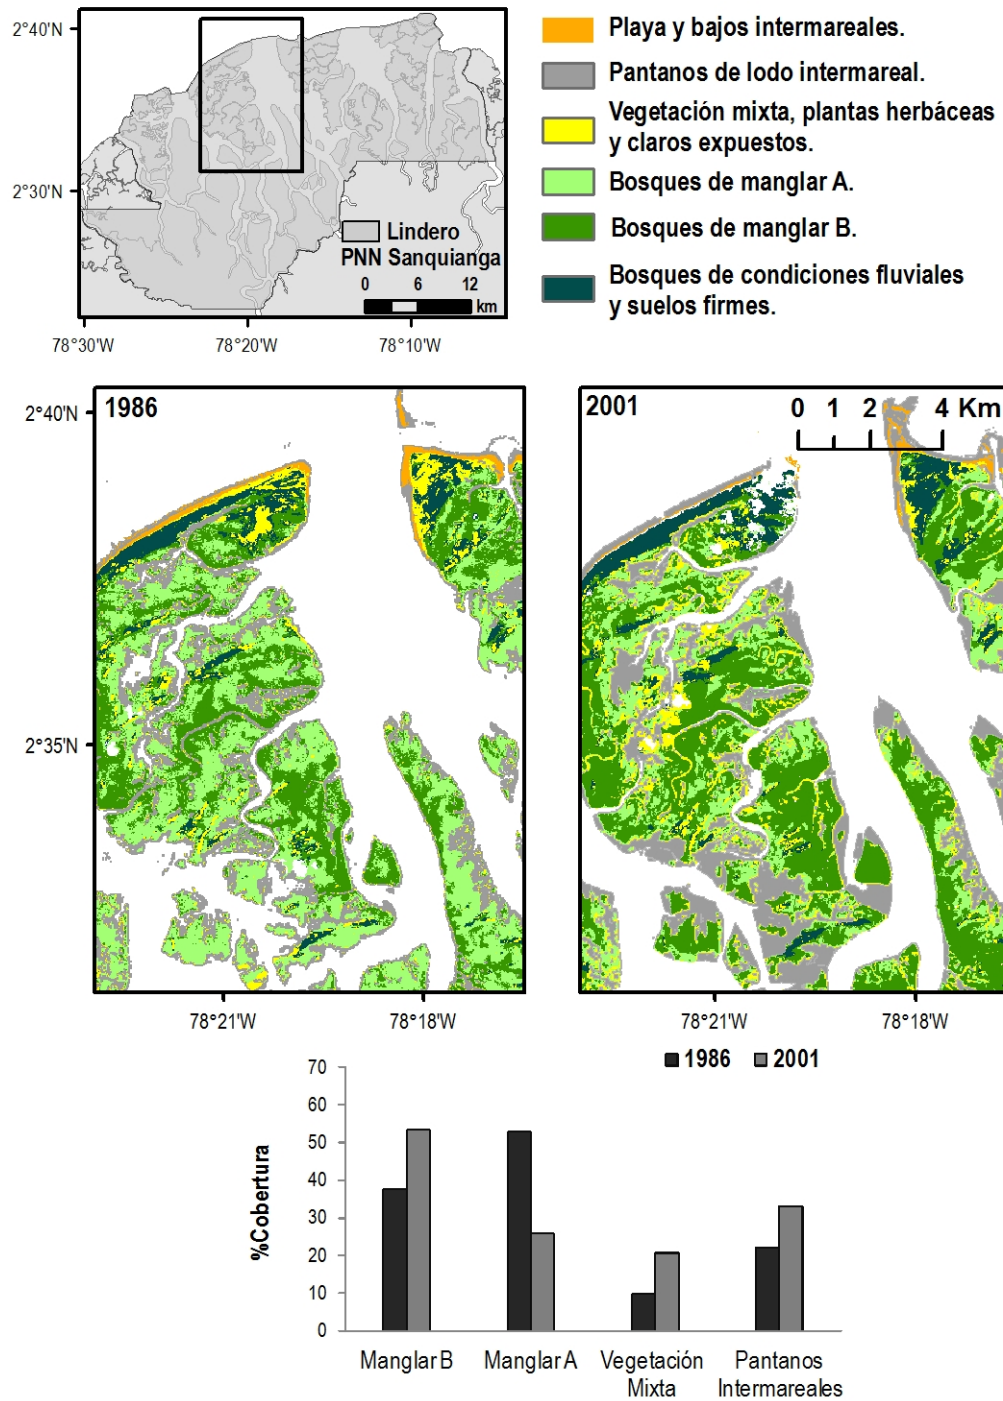 2°40'N
2°30'N
Lindero
PNN Sanquianga
0 6 12
km
78°30'W 78°20'W 78°10'W
Playa y bajos intermareales.
Pantanos de lodo intermareal.
Vegetación mixta, plantas herbáceas
y claros expuestos.
Bosques de manglar A.
Bosques de manglar B.
Bosques de condiciones fluviales
y suelos firmes.
2°40'N
2°35'N
1986
78°21'W 78°18'W
2001
0 1 2 4 Km
78°21'W 78°18'W
1986 2001
%Cobertura
70
60
50
40
30
20
10
0
Manglar B Manglar A Vegetación Pantanos
Mixta Intermareales